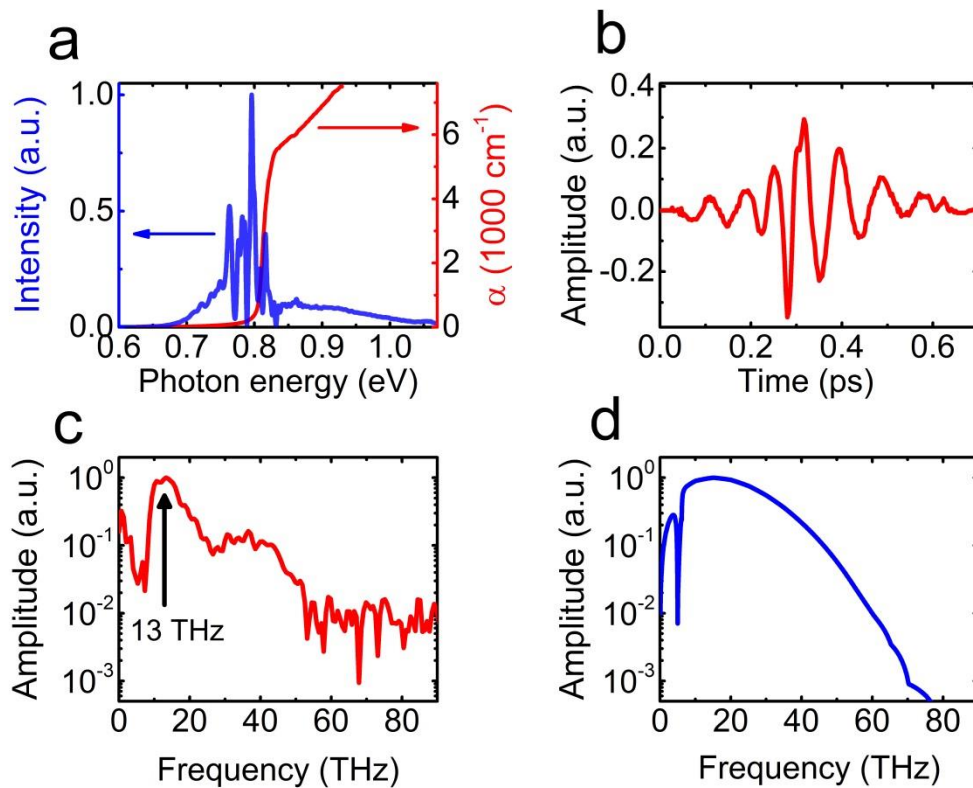 a
1.0
0.5
0.0
Intensity (a.u.)
6
4
2
0
α (1000 cm⁻¹)
0.6 0.7 0.8 0.9 1.0
Photon energy (eV)
b
0.4
0.2
0.0
-0.2
Amplitude (a.u.)
0.0 0.2 0.4 0.6
Time (ps)
c
10⁰
10⁻¹
10⁻²
10⁻³
Amplitude (a.u.)
13 THz
0 20 40 60 80
Frequency (THz)
d
10⁰
10⁻¹
10⁻²
10⁻³
Amplitude (a.u.)
0 20 40 60 80
Frequency (THz)